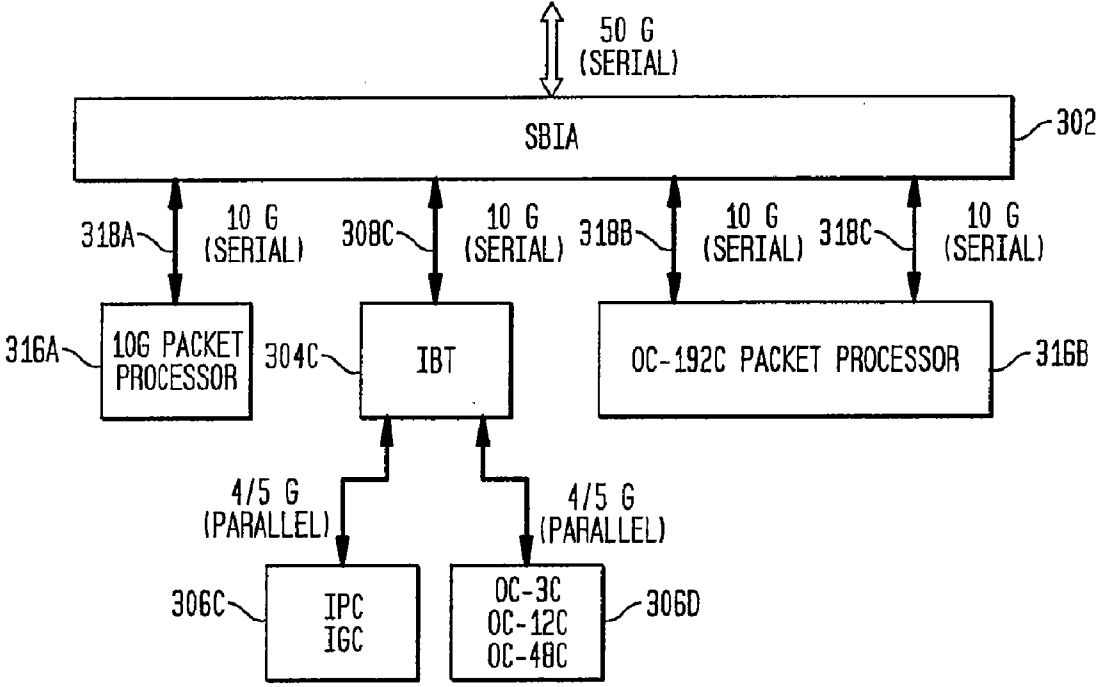 50 G
(SERIAL)
SBIA
302
318A
10 G
(SERIAL)
308C
10 G
(SERIAL)
318B
10 G
(SERIAL)
318C
10 G
(SERIAL)
316A
10G PACKET
PROCESSOR
304C
IBT
OC-192C PACKET PROCESSOR
316B
4/5 G
(PARALLEL)
4/5 G
(PARALLEL)
306C
IPC
IGC
OC-3C
OC-12C
OC-48C
306D